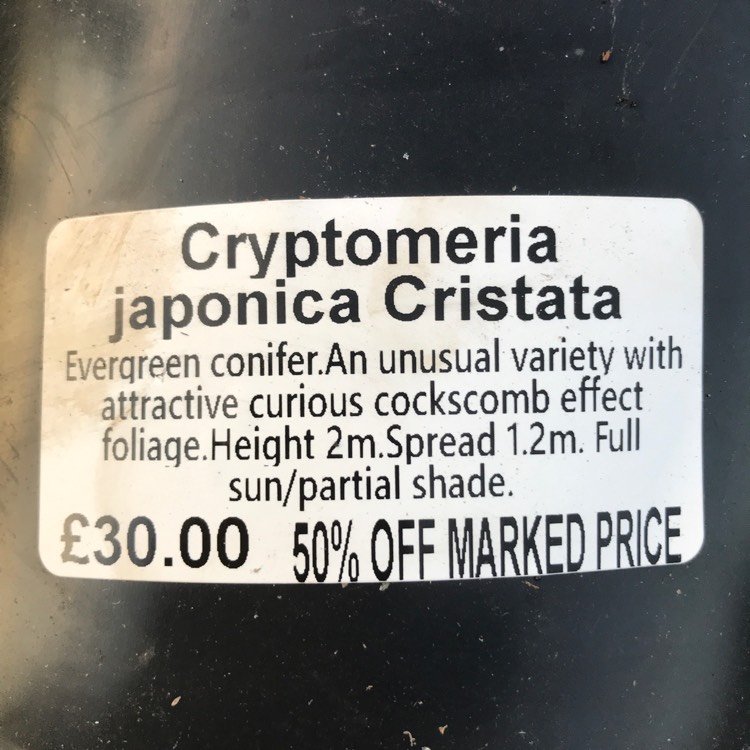 Cryptomeria
japonica Cristata
Evergreen conifer.An unusual variety with
attractive curious cockscomb effect
foliage.Height 2m.Spread 1.2m. Full
sun/partial shade.
£30.00 50% OFF MARKED PRICE